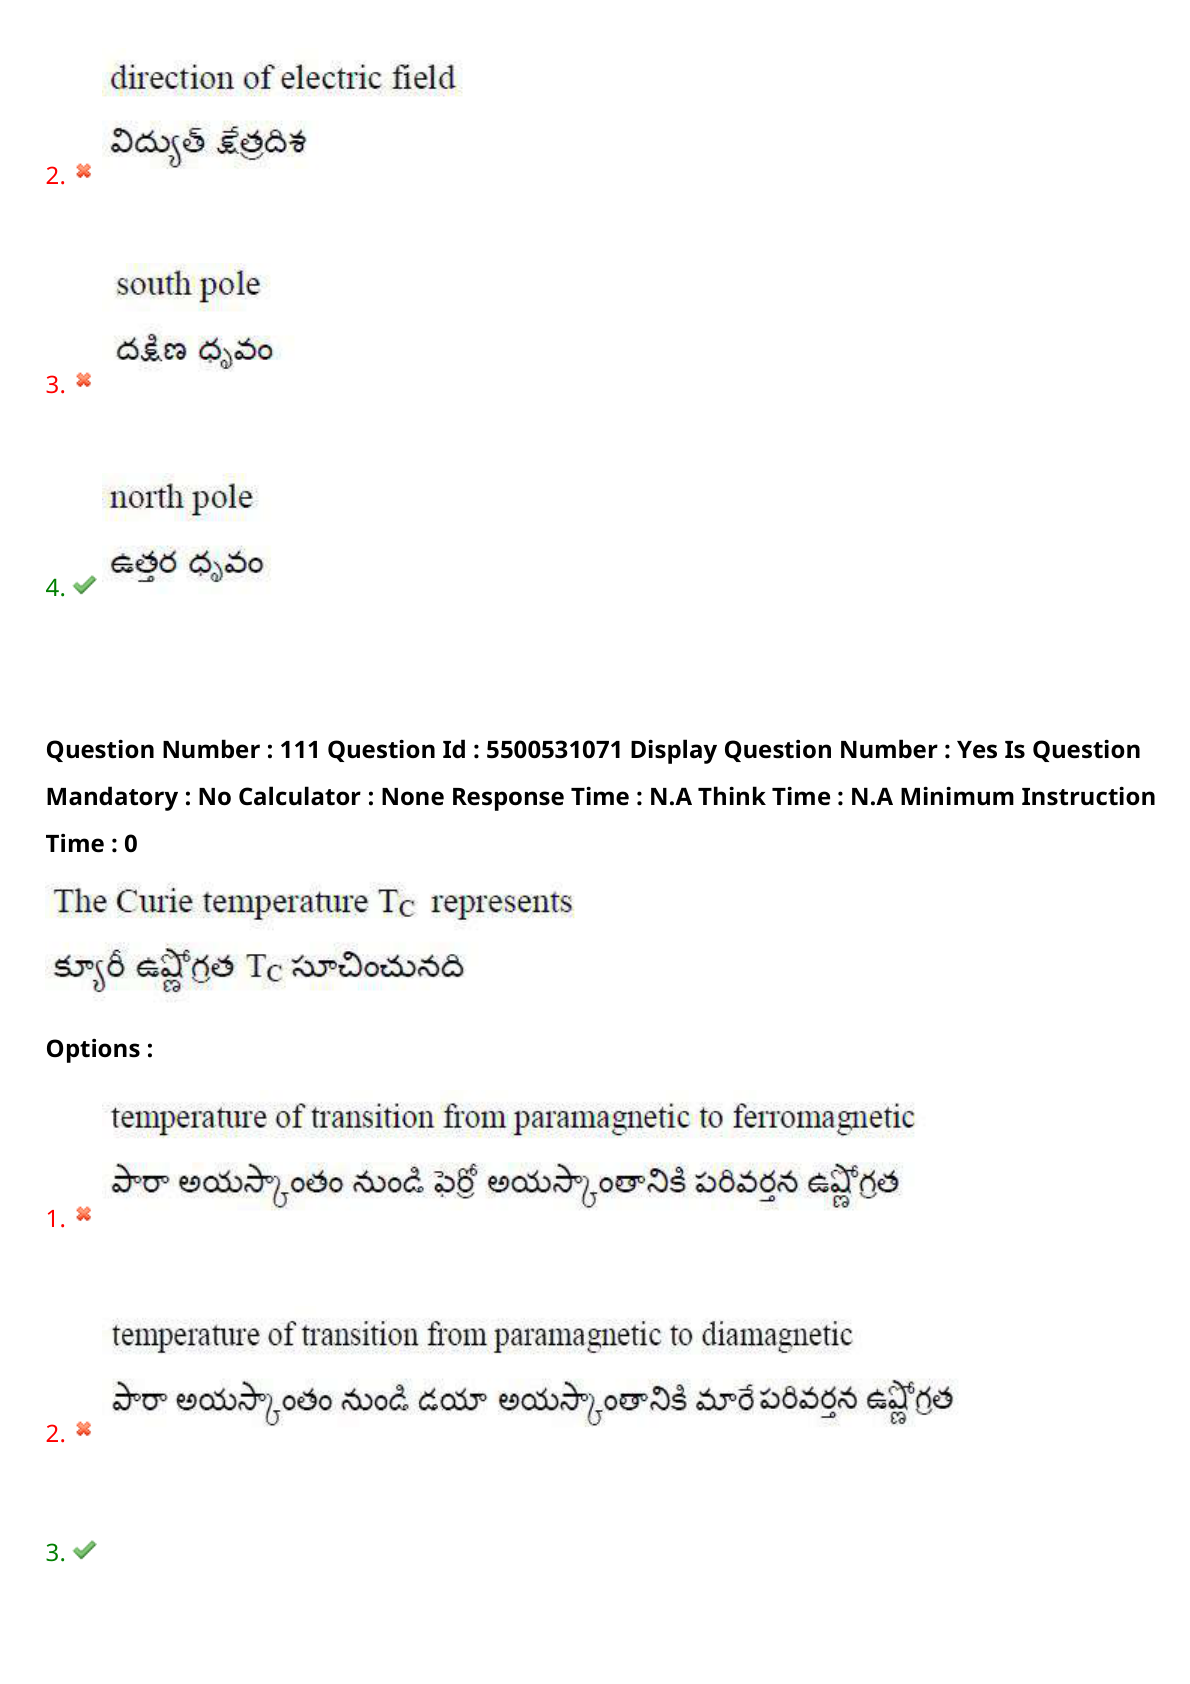 direction of electric field
విద్యుత్ క్షేత్రదిశ
2.
south pole
దక్షిణ ధృవం
3.
north pole
ఉత్తర ధృవం
4.
Question Number : 111 Question Id : 5500531071 Display Question Number : Yes Is Question
Mandatory : No Calculator : None Response Time : N.A Think Time : N.A Minimum Instruction
Time : 0
The Curie temperature TC represents
క్యూరీ ఉష్ణోగ్రత TC సూచించునది
Options :
temperature of transition from paramagnetic to ferromagnetic
పారా అయస్కాంతం నుండి ఫెర్రో అయస్కాంతానికి పరివర్తన ఉష్ణోగ్రత
1.
temperature of transition from paramagnetic to diamagnetic
పారా అయస్కాంతం నుండి డయా అయస్కాంతానికి మారే పరివర్తన ఉష్ణోగ్రత
2.
3.